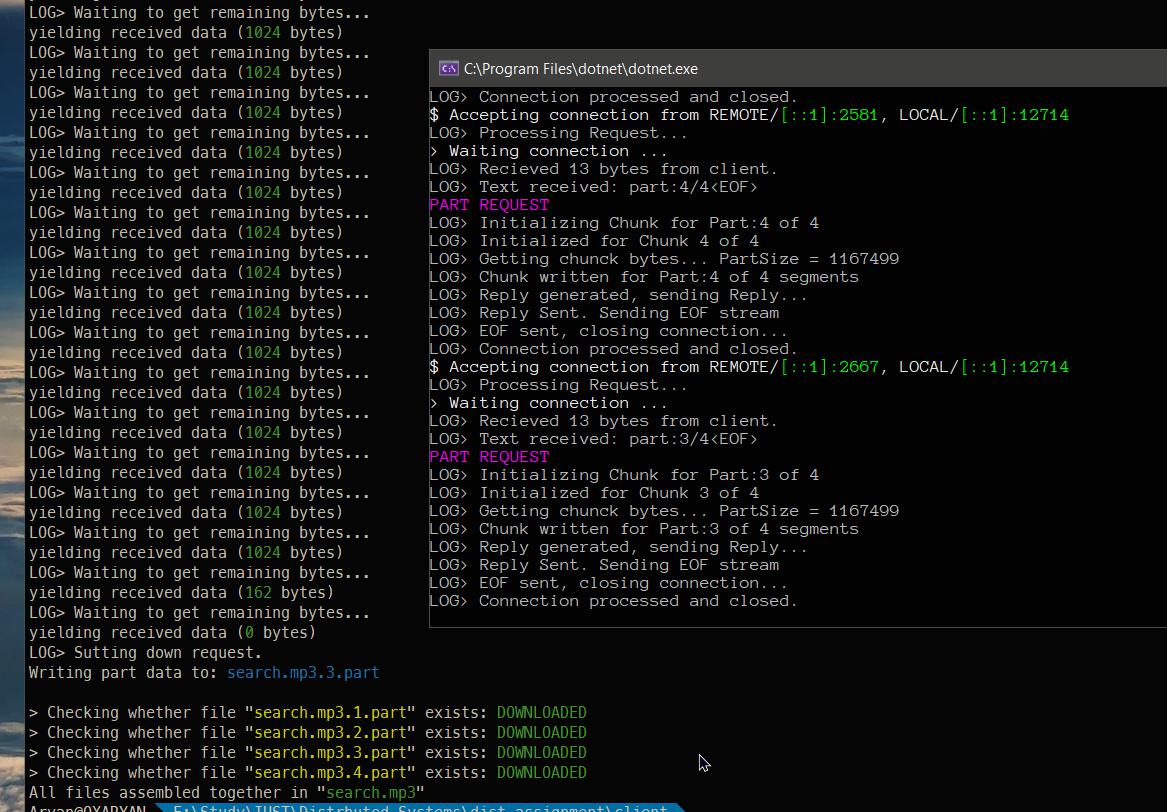 LOG> Waiting to get remaining bytes...
yielding received data (1024 bytes)
LOG> Waiting to get remaining bytes...
yielding received data (1024 bytes)
LOG> Waiting to get remaining bytes...
yielding received data (1024 bytes)
LOG> Waiting to get remaining bytes...
yielding received data (1024 bytes)
LOG> Waiting to get remaining bytes...
yielding received data (1024 bytes)
LOG> Waiting to get remaining bytes...
yielding received data (1024 bytes)
LOG> Waiting to get remaining bytes...
yielding received data (1024 bytes)
LOG> Waiting to get remaining bytes...
yielding received data (1024 bytes)
LOG> Waiting to get remaining bytes...
yielding received data (1024 bytes)
LOG> Waiting to get remaining bytes...
yielding received data (1024 bytes)
LOG> Waiting to get remaining bytes...
yielding received data (1024 bytes)
LOG> Waiting to get remaining bytes...
yielding received data (1024 bytes)
LOG> Waiting to get remaining bytes...
yielding received data (1024 bytes)
LOG> Waiting to get remaining bytes...
yielding received data (1024 bytes)
LOG> Waiting to get remaining bytes...
yielding received data (162 bytes)
LOG> Waiting to get remaining bytes...
yielding received data (0 bytes)
LOG> Sutting down request.
Writing part data to: search.mp3.3.part
> Checking whether file "search.mp3.1.part" exists: DOWNLOADED
> Checking whether file "search.mp3.2.part" exists: DOWNLOADED
> Checking whether file "search.mp3.3.part" exists: DOWNLOADED
> Checking whether file "search.mp3.4.part" exists: DOWNLOADED
All files assembled together in "search.mp3"
Aryan@OXARYAN E:\Study\IUST\Distrbuted Systems\dist_assignment\client
C:\Program Files\dotnet\dotnet.exe
LOG> Connection processed and closed.
$ Accepting connection from REMOTE/[::1]:2581, LOCAL/[::1]:12714
LOG> Processing Request...
> Waiting connection ...
LOG> Recieved 13 bytes from client.
LOG> Text received: part:4/4<EOF>
PART REQUEST
LOG> Initializing Chunk for Part:4 of 4
LOG> Initialized for Chunk 4 of 4
LOG> Getting chunck bytes... PartSize = 1167499
LOG> Chunk written for Part:4 of 4 segments
LOG> Reply generated, sending Reply...
LOG> Reply Sent. Sending EOF stream
LOG> EOF sent, closing connection...
LOG> Connection processed and closed.
$ Accepting connection from REMOTE/[::1]:2667, LOCAL/[::1]:12714
LOG> Processing Request...
> Waiting connection ...
LOG> Recieved 13 bytes from client.
LOG> Text received: part:3/4<EOF>
PART REQUEST
LOG> Initializing Chunk for Part:3 of 4
LOG> Initialized for Chunk 3 of 4
LOG> Getting chunck bytes... PartSize = 1167499
LOG> Chunk written for Part:3 of 4 segments
LOG> Reply generated, sending Reply...
LOG> Reply Sent. Sending EOF stream
LOG> EOF sent, closing connection...
LOG> Connection processed and closed.